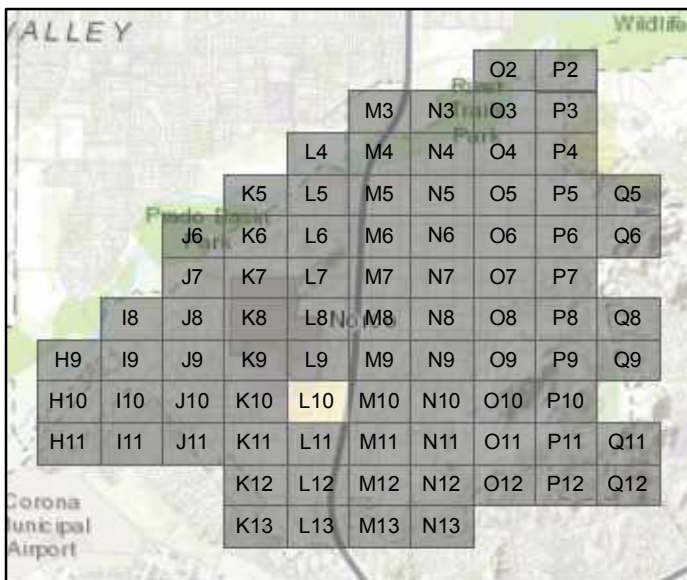 VALLEY
Wildlife
O2 P2
River
Trails
Park
M3 N3 O3 P3
L4 M4 N4 O4 P4
K5 L5 M5 N5 O5 P5 Q5
Prado Basin
Park
J6 K6 L6 M6 N6 O6 P6 Q6
J7 K7 L7 M7 N7 O7 P7
I8 J8 K8 L8 M8 N8 O8 P8 Q8
Norco
H9 I9 J9 K9 L9 M9 N9 O9 P9 Q9
H10 I10 J10 K10 L10 M10 N10 O10 P10
H11 I11 J11 K11 L11 M11 N11 O11 P11 Q11
K12 L12 M12 N12 O12 P12 Q12
K13 L13 M13 N13
Corona
Municipal
Airport